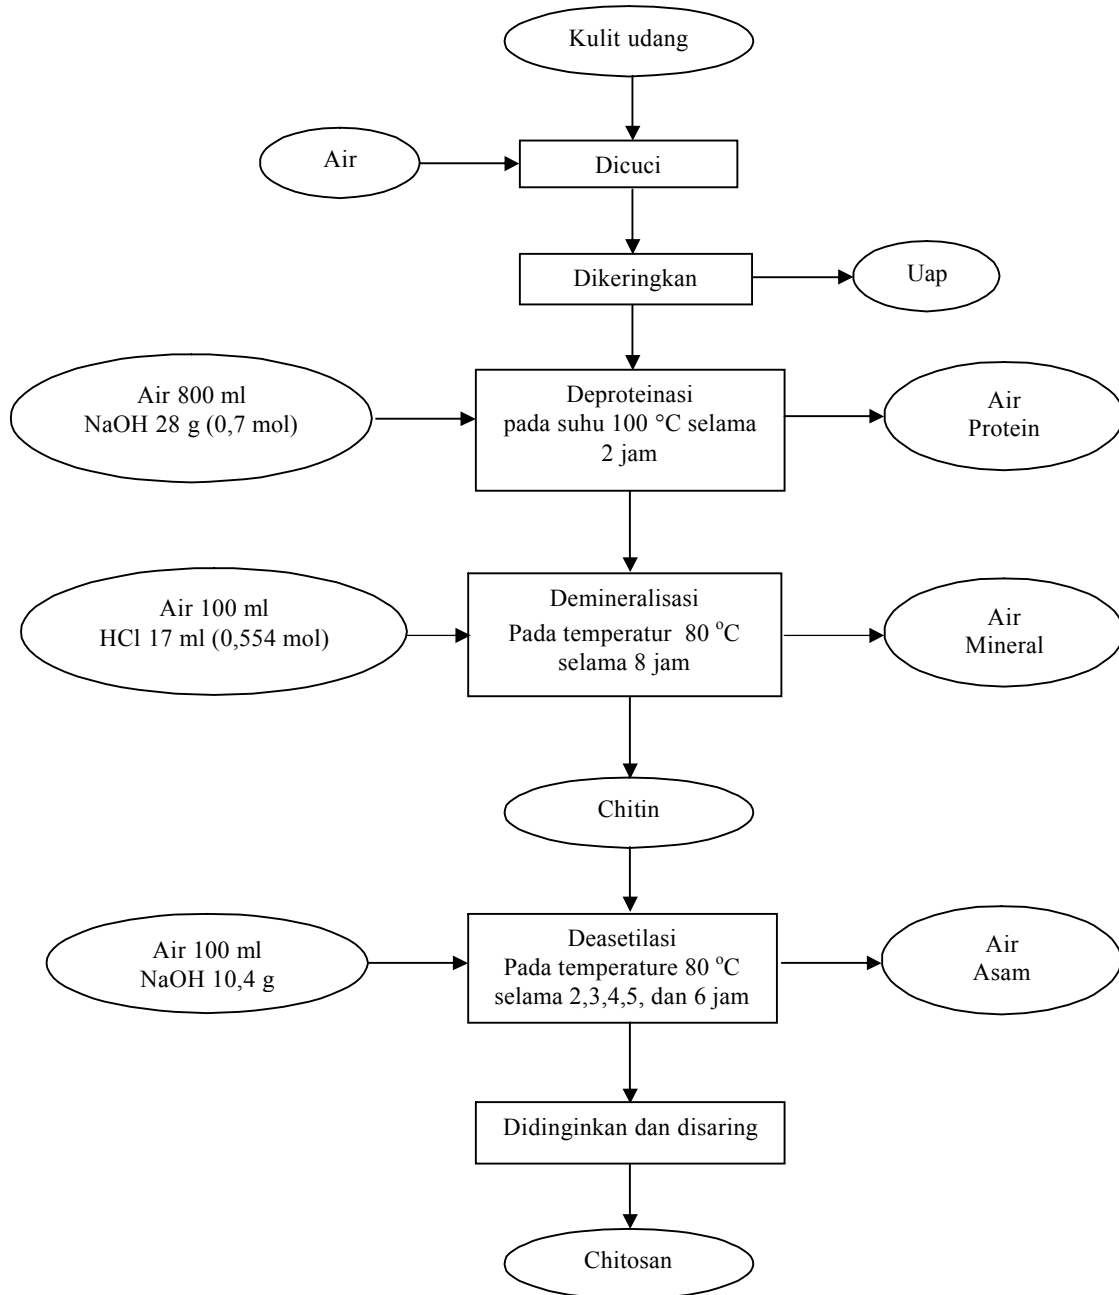 Kulit udang
Air
Dicuci
Dikeringkan
Uap
Air 800 ml
NaOH 28 g (0,7 mol)
Deproteinasi
pada suhu 100 °C selama
2 jam
Air
Protein
Air 100 ml
HCl 17 ml (0,554 mol)
Demineralisasi
Pada temperatur 80 °C
selama 8 jam
Air
Mineral
Chitin
Air 100 ml
NaOH 10,4 g
Deasetilasi
Pada temperature 80 °C
selama 2,3,4,5, dan 6 jam
Air
Asam
Didinginkan dan disaring
Chitosan